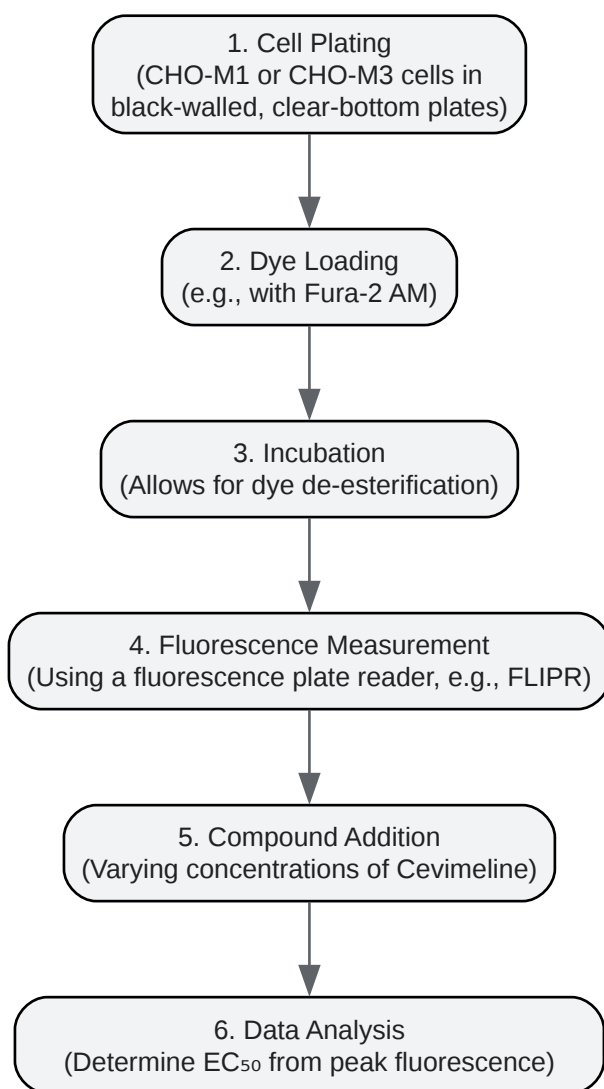 1. Cell Plating
(CHO-M1 or CHO-M3 cells in
black-walled, clear-bottom plates)
2. Dye Loading
(e.g., with Fura-2 AM)
3. Incubation
(Allows for dye de-esterification)
4. Fluorescence Measurement
(Using a fluorescence plate reader, e.g., FLIPR)
5. Compound Addition
(Varying concentrations of Cevimeline)
6. Data Analysis
(Determine EC₅₀ from peak fluorescence)